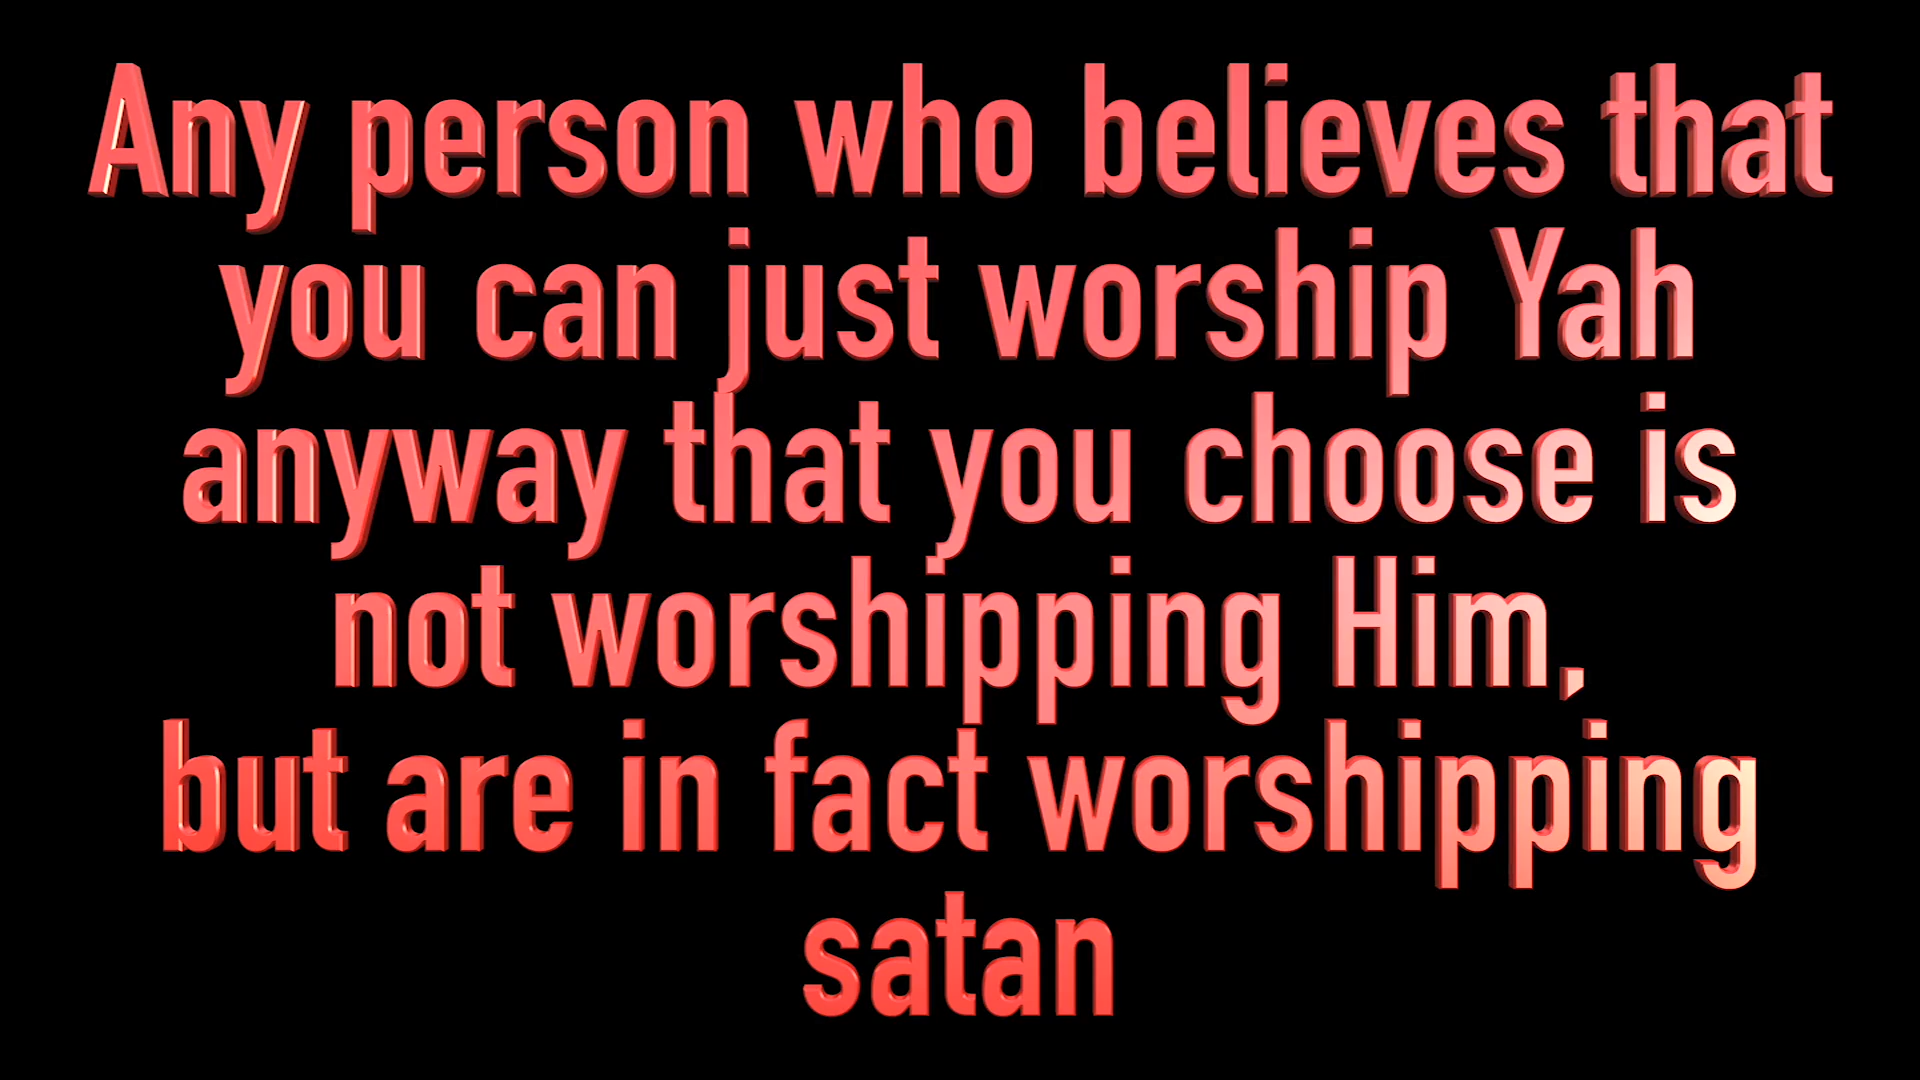 Any person who believes that
you can just worship Yah
anyway that you choose is
not worshipping Him,
but are in fact worshipping
satan